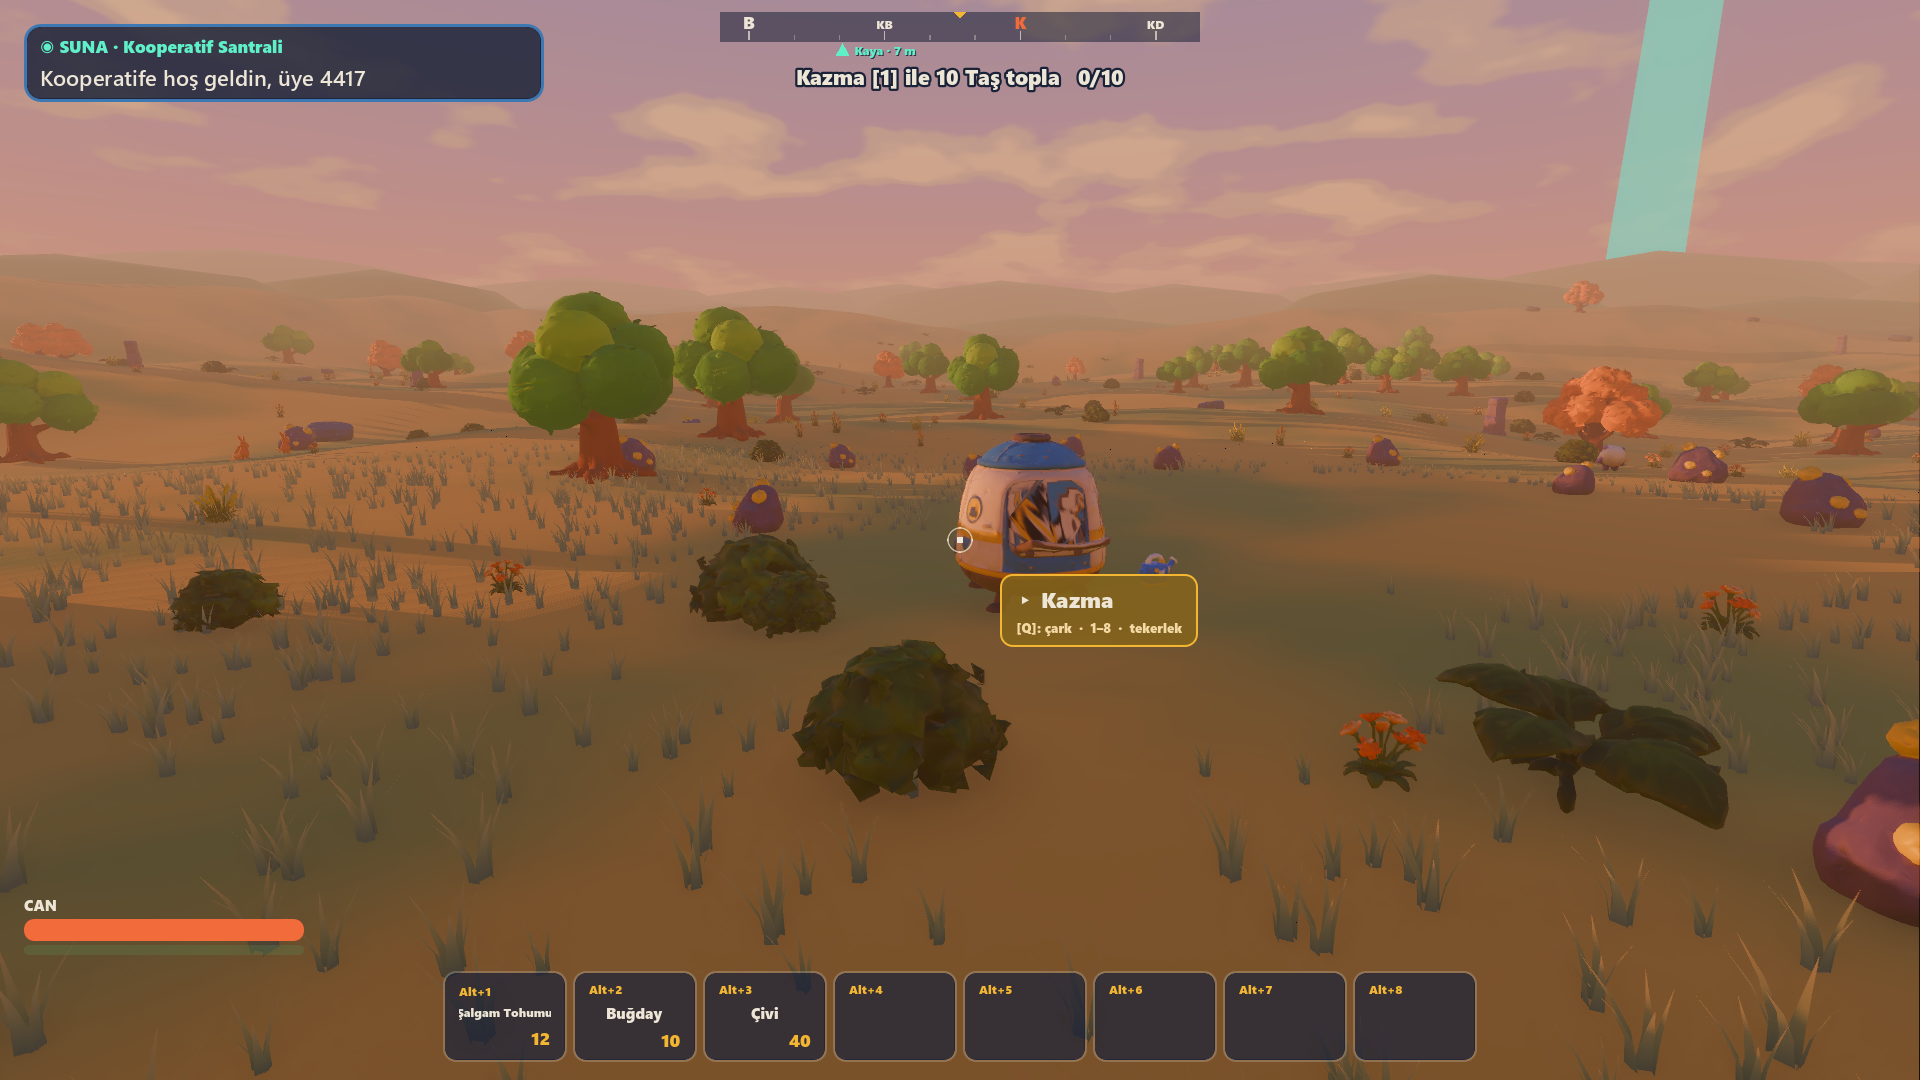 ◉ SUNA · Kooperatif Santrali
Kooperatife hoş geldin, üye 4417
B KB K KD
Kaya · 7 m
Kazma [1] ile 10 Taş topla 0/10
Kazma
[Q]: çark · 1–8 · tekerlek
CAN
Alt+1
Şalgam Tohumu
12
Alt+2
Buğday
10
Alt+3
Çivi
40
Alt+4
Alt+5
Alt+6
Alt+7
Alt+8